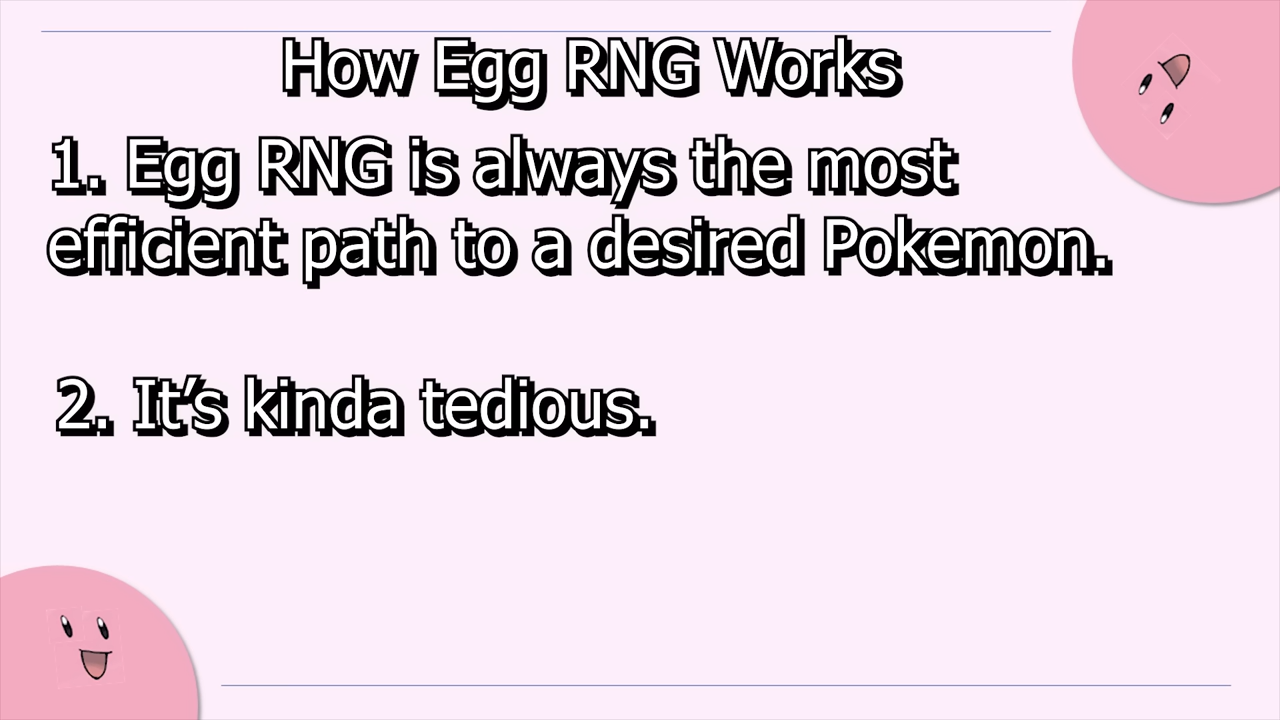 How Egg RNG Works
1. Egg RNG is always the most
efficient path to a desired Pokemon.
2. It’s kinda tedious.